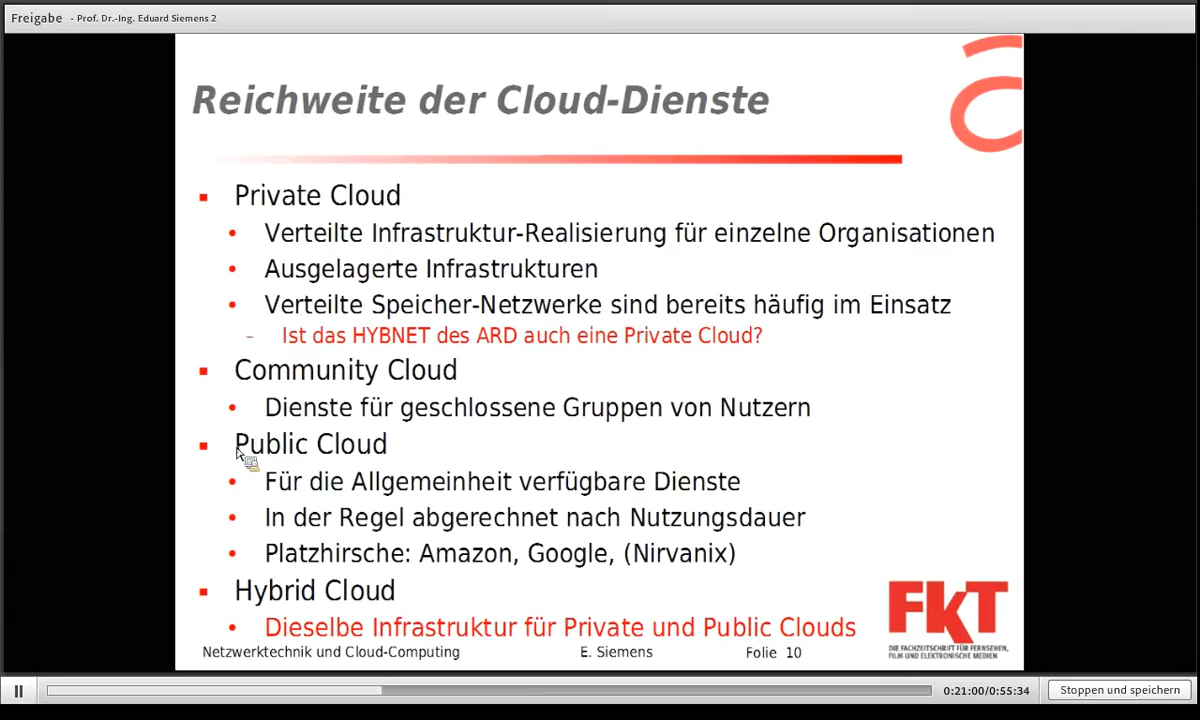 Freigabe - Prof. Dr.-Ing. Eduard Siemens 2
Reichweite der Cloud-Dienste
Private Cloud
Verteilte Infrastruktur-Realisierung für einzelne Organisationen
Ausgelagerte Infrastrukturen
Verteilte Speicher-Netzwerke sind bereits häufig im Einsatz
- Ist das HYBNET des ARD auch eine Private Cloud?
Community Cloud
Dienste für geschlossene Gruppen von Nutzern
Public Cloud
Für die Allgemeinheit verfügbare Dienste
In der Regel abgerechnet nach Nutzungsdauer
Platzhirsche: Amazon, Google, (Nirvanix)
Hybrid Cloud
Dieselbe Infrastruktur für Private und Public Clouds
FKT
DIE FACHZEITSCHRIFT FÜR FERNSEHEN,
FILM UND ELEKTRONISCHE MEDIEN
Netzwerktechnik und Cloud-Computing E. Siemens Folie 10
0:21:00/0:55:34 Stoppen und speichern